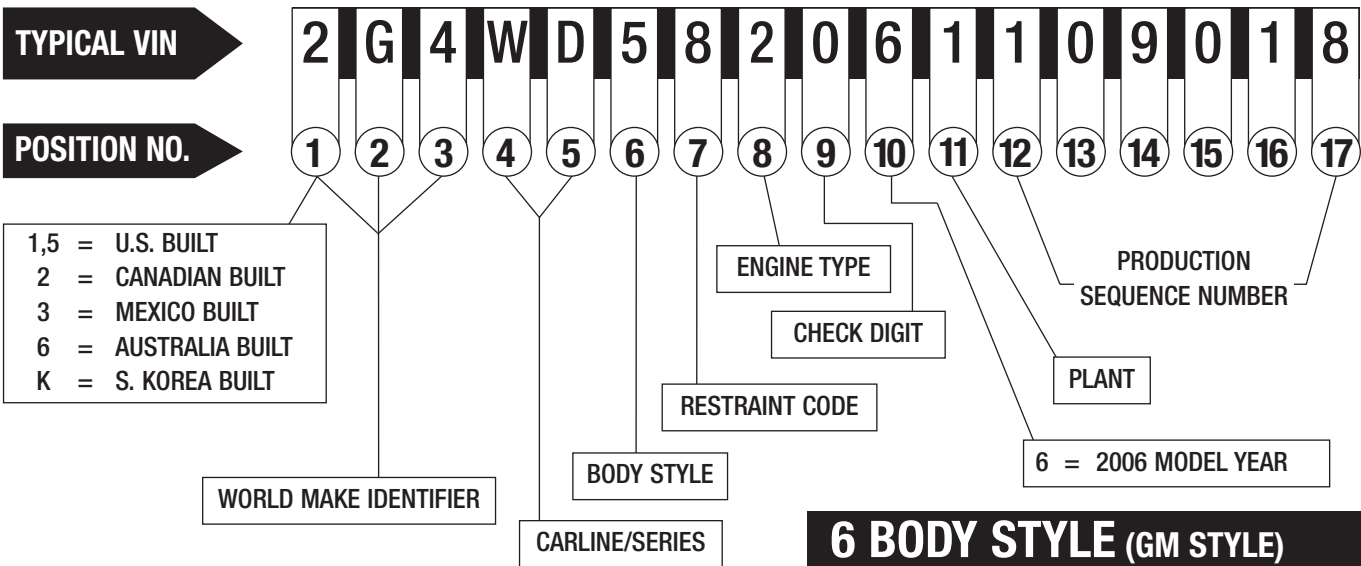 TYPICAL VIN
2 G 4 W D 5 8 2 0 6 1 1 0 9 0 1 8
POSITION NO.
1 2 3 4 5 6 7 8 9 10 11 12 13 14 15 16 17
1,5 = U.S. BUILT
2 = CANADIAN BUILT
3 = MEXICO BUILT
6 = AUSTRALIA BUILT
K = S. KOREA BUILT
WORLD MAKE IDENTIFIER
CARLINE/SERIES
BODY STYLE
RESTRAINT CODE
ENGINE TYPE
CHECK DIGIT
6 = 2006 MODEL YEAR
PLANT
PRODUCTION
SEQUENCE NUMBER
6 BODY STYLE (GM STYLE)